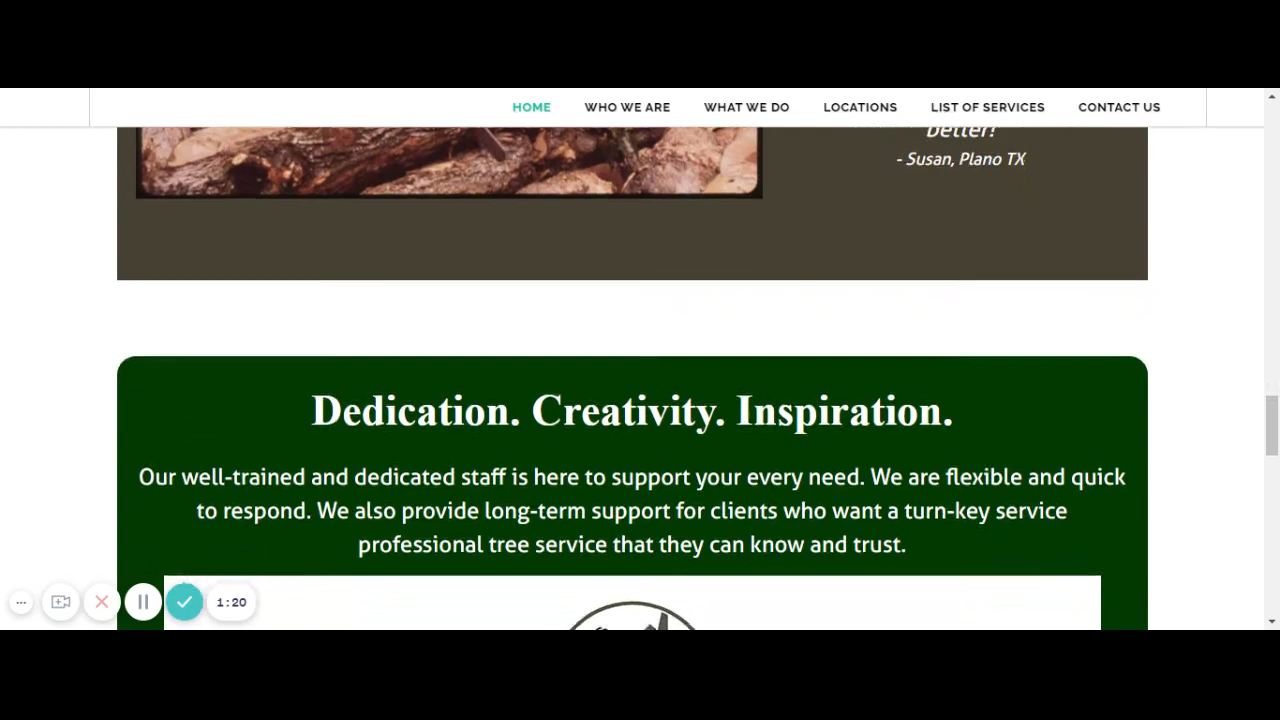 HOME WHO WE ARE WHAT WE DO LOCATIONS LIST OF SERVICES CONTACT US
better!
- Susan, Plano TX
Dedication. Creativity. Inspiration.
Our well-trained and dedicated staff is here to support your every need. We are flexible and quick
to respond. We also provide long-term support for clients who want a turn-key service
professional tree service that they can know and trust.
1:20